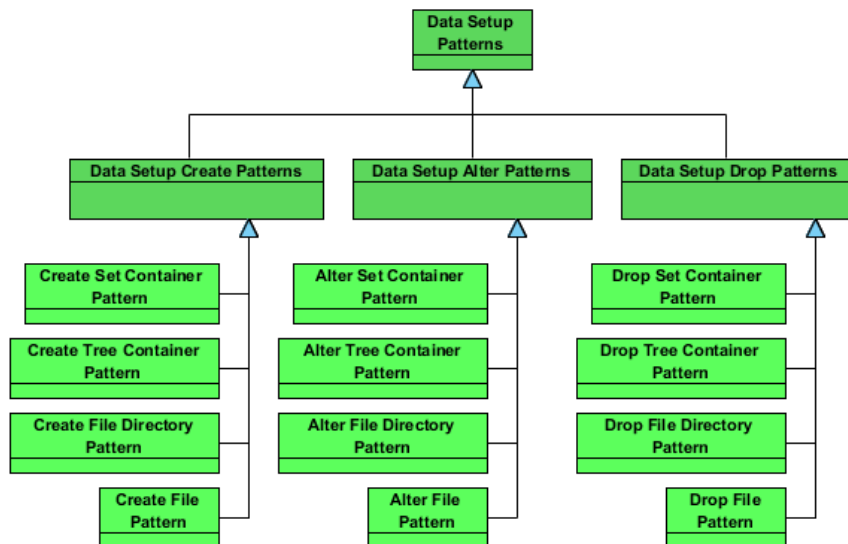 Data Setup
Patterns
Data Setup Create Patterns
Data Setup Alter Patterns
Data Setup Drop Patterns
Create Set Container
Pattern
Alter Set Container
Pattern
Drop Set Container
Pattern
Create Tree Container
Pattern
Alter Tree Container
Pattern
Drop Tree Container
Pattern
Create File Directory
Pattern
Alter File Directory
Pattern
Drop File Directory
Pattern
Create File
Pattern
Alter File
Pattern
Drop File
Pattern